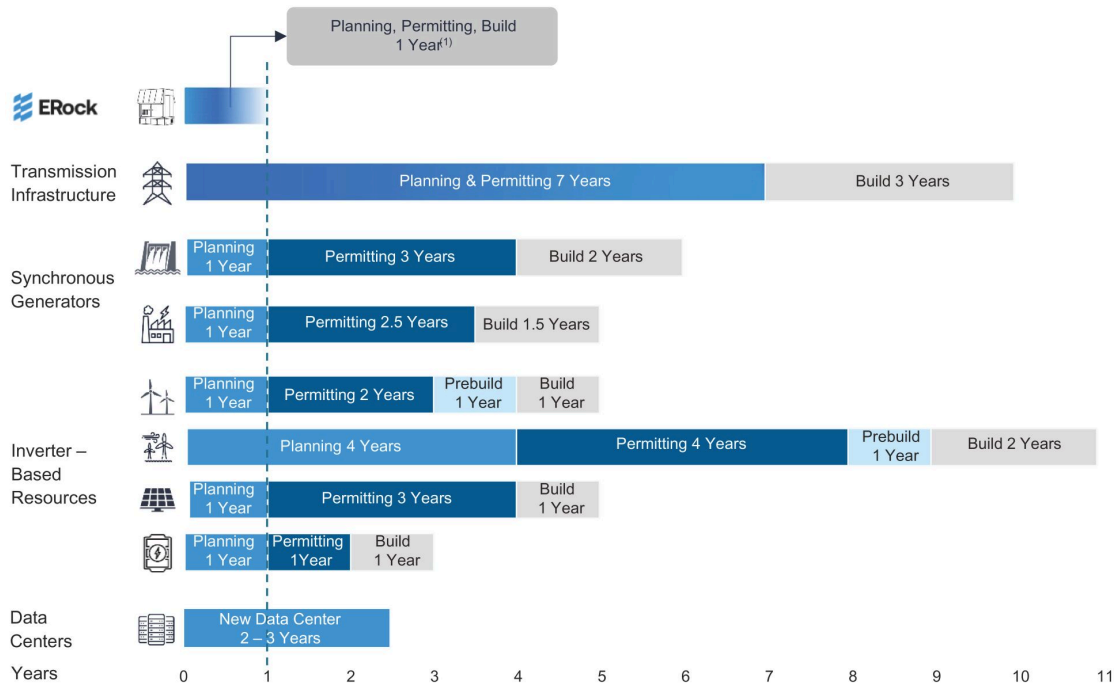 Planning, Permitting, Build
1 Year(1)
ERock
Transmission
Infrastructure
Planning & Permitting 7 Years
Build 3 Years
Synchronous
Generators
Planning
1 Year
Permitting 3 Years
Build 2 Years
Planning
1 Year
Permitting 2.5 Years
Build 1.5 Years
Inverter –
Based
Resources
Planning
1 Year
Permitting 2 Years
Prebuild
1 Year
Build
1 Year
Planning 4 Years
Permitting 4 Years
Prebuild
1 Year
Build 2 Years
Planning
1 Year
Permitting 3 Years
Build
1 Year
Planning
1 Year
Permitting
1Year
Build
1 Year
Data
Centers
New Data Center
2 – 3 Years
Years
0 1 2 3 4 5 6 7 8 9 10 11